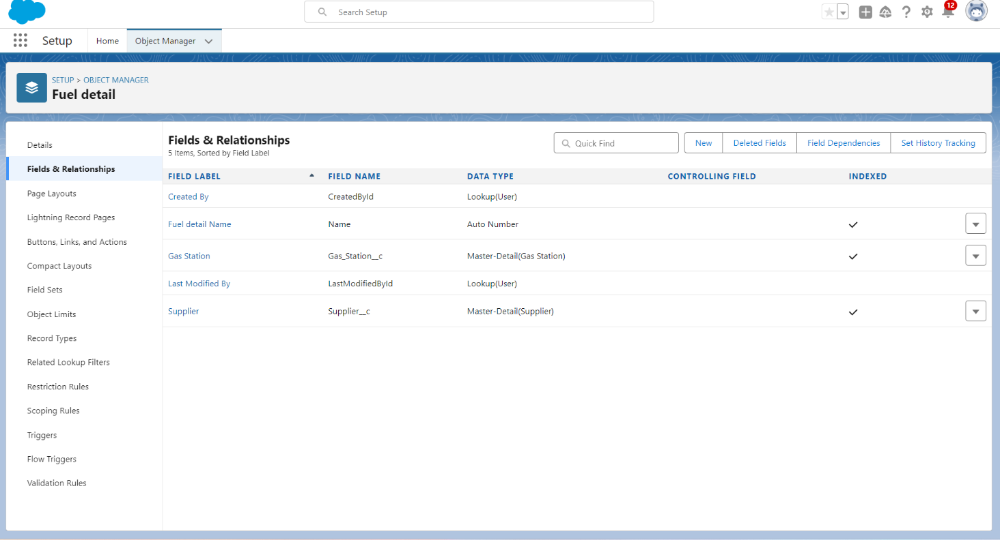 Search Setup
12
Setup
Home
Object Manager
SETUP > OBJECT MANAGER
Fuel detail
Details
Fields & Relationships
Page Layouts
Lightning Record Pages
Buttons, Links, and Actions
Compact Layouts
Field Sets
Object Limits
Record Types
Related Lookup Filters
Restriction Rules
Scoping Rules
Triggers
Flow Triggers
Validation Rules
Fields & Relationships
5 Items, Sorted by Field Label
Quick Find
New
Deleted Fields
Field Dependencies
Set History Tracking
FIELD LABEL FIELD NAME DATA TYPE CONTROLLING FIELD INDEXED
Created By CreatedById Lookup(User)
Fuel detail Name Name Auto Number
Gas Station Gas_Station__c Master-Detail(Gas Station)
Last Modified By LastModifiedById Lookup(User)
Supplier Supplier__c Master-Detail(Supplier)